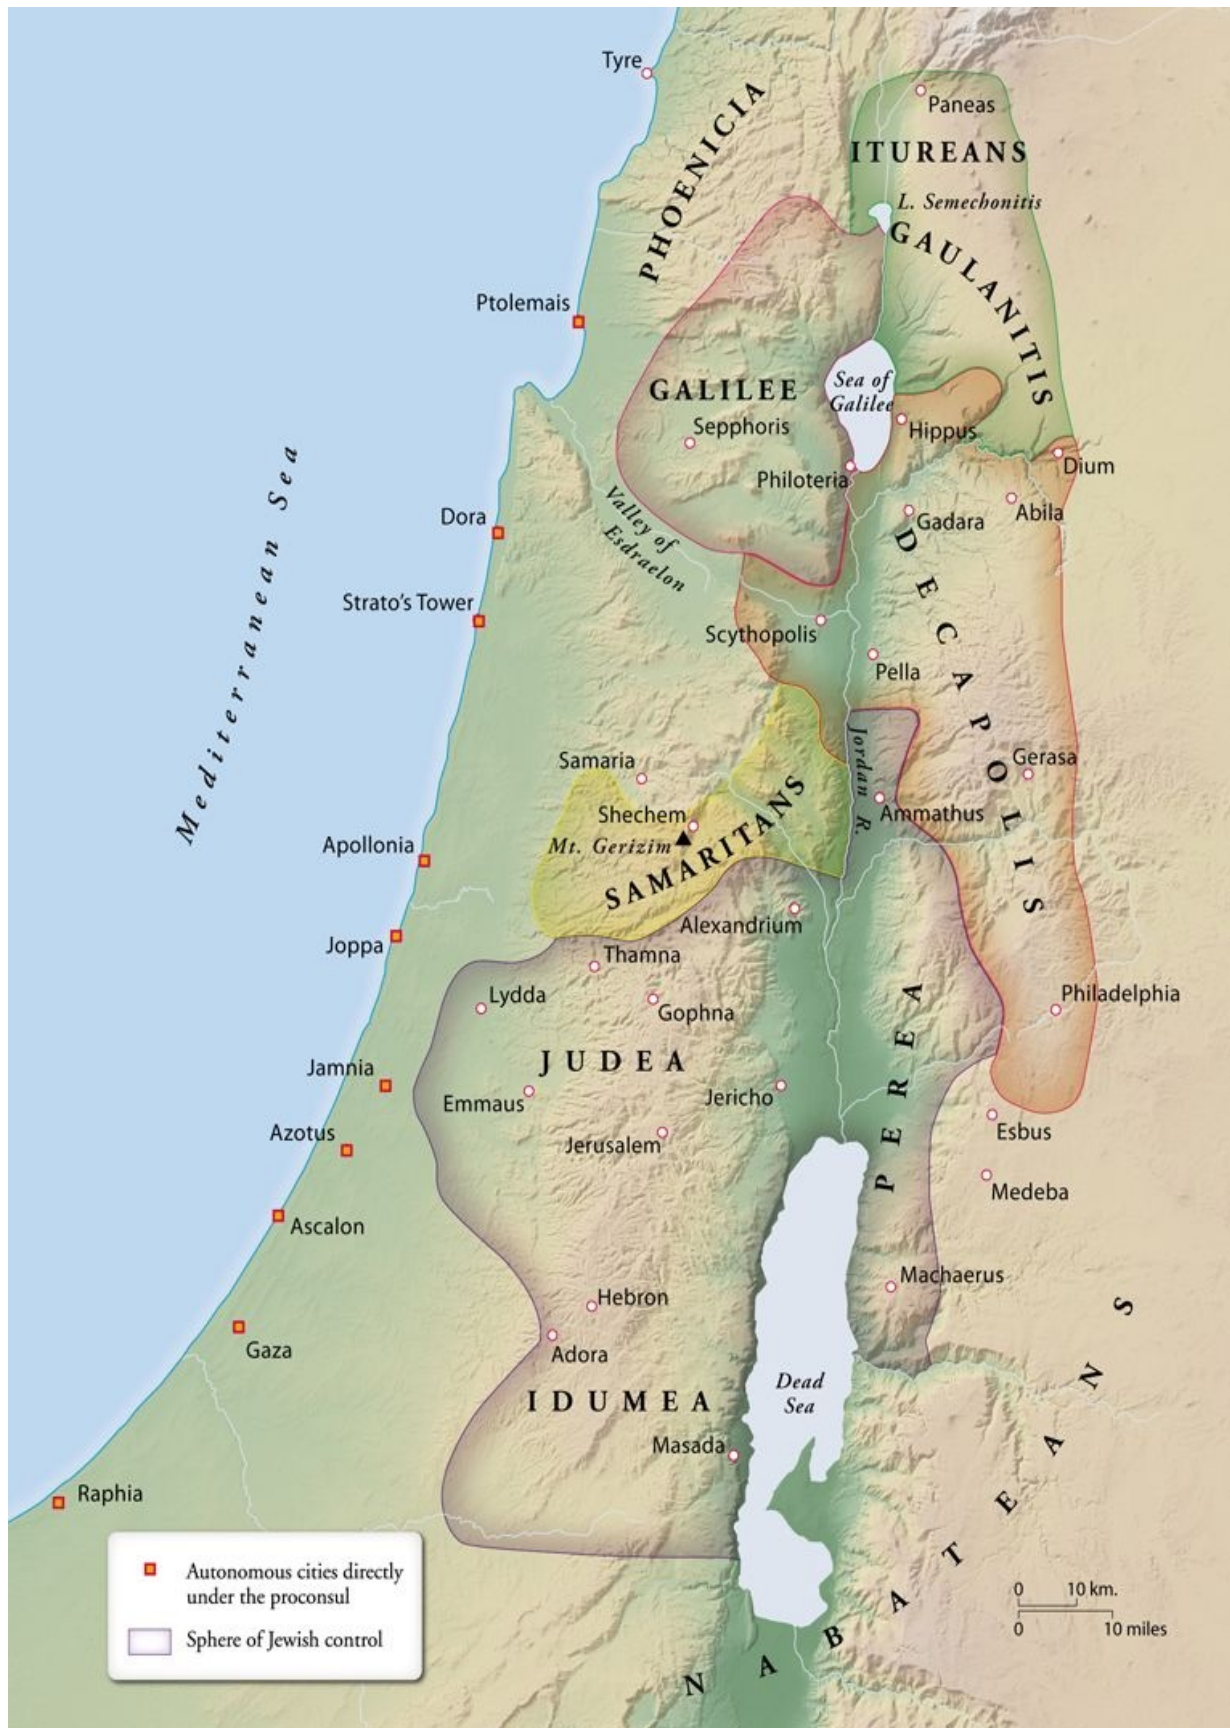 Tyre
PHOENICIA
Paneas
ITUREANS
L. Semechonitis
GAULANITIS
Ptolemais
GALILEE
Sea of
Galilee
Sepphoris
Hippus
Dium
Philoteria
Abila
Gadara
Valley of
Esdraelon
Dora
DECAPOLIS
Mediterranean Sea
Strato's Tower
Scythopolis
Pella
Jordan R.
Samaria
Gerasa
Shechem
Ammathus
Mt. Gerizim
SAMARITANS
Apollonia
Alexandrium
Joppa
Thamna
Lydda
Gophna
Philadelphia
PEREA
JUDEA
Jamnia
Emmaus
Jericho
Azotus
Jerusalem
Esbus
Medeba
Ascalon
Machaerus
Hebron
Gaza
Adora
Dead
Sea
IDUMEA
Masada
Raphia
NABATEANS
Autonomous cities directly
under the proconsul
Sphere of Jewish control
0 10 km.
0 10 miles